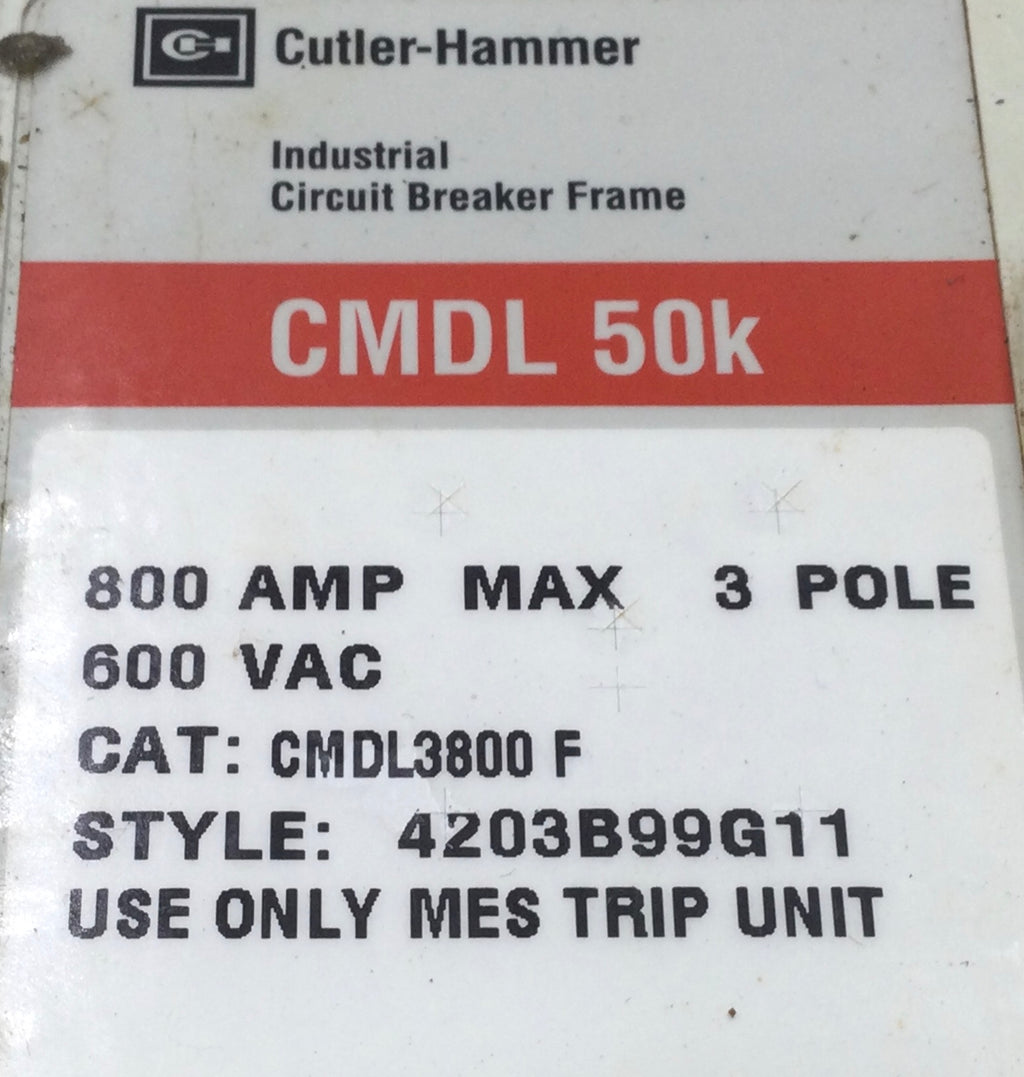 Cutler-Hammer
Industrial
Circuit Breaker Frame
CMDL 50k
800 AMP MAX 3 POLE
600 VAC
CAT: CMDL3800 F
STYLE: 4203B99G11
USE ONLY MES TRIP UNIT